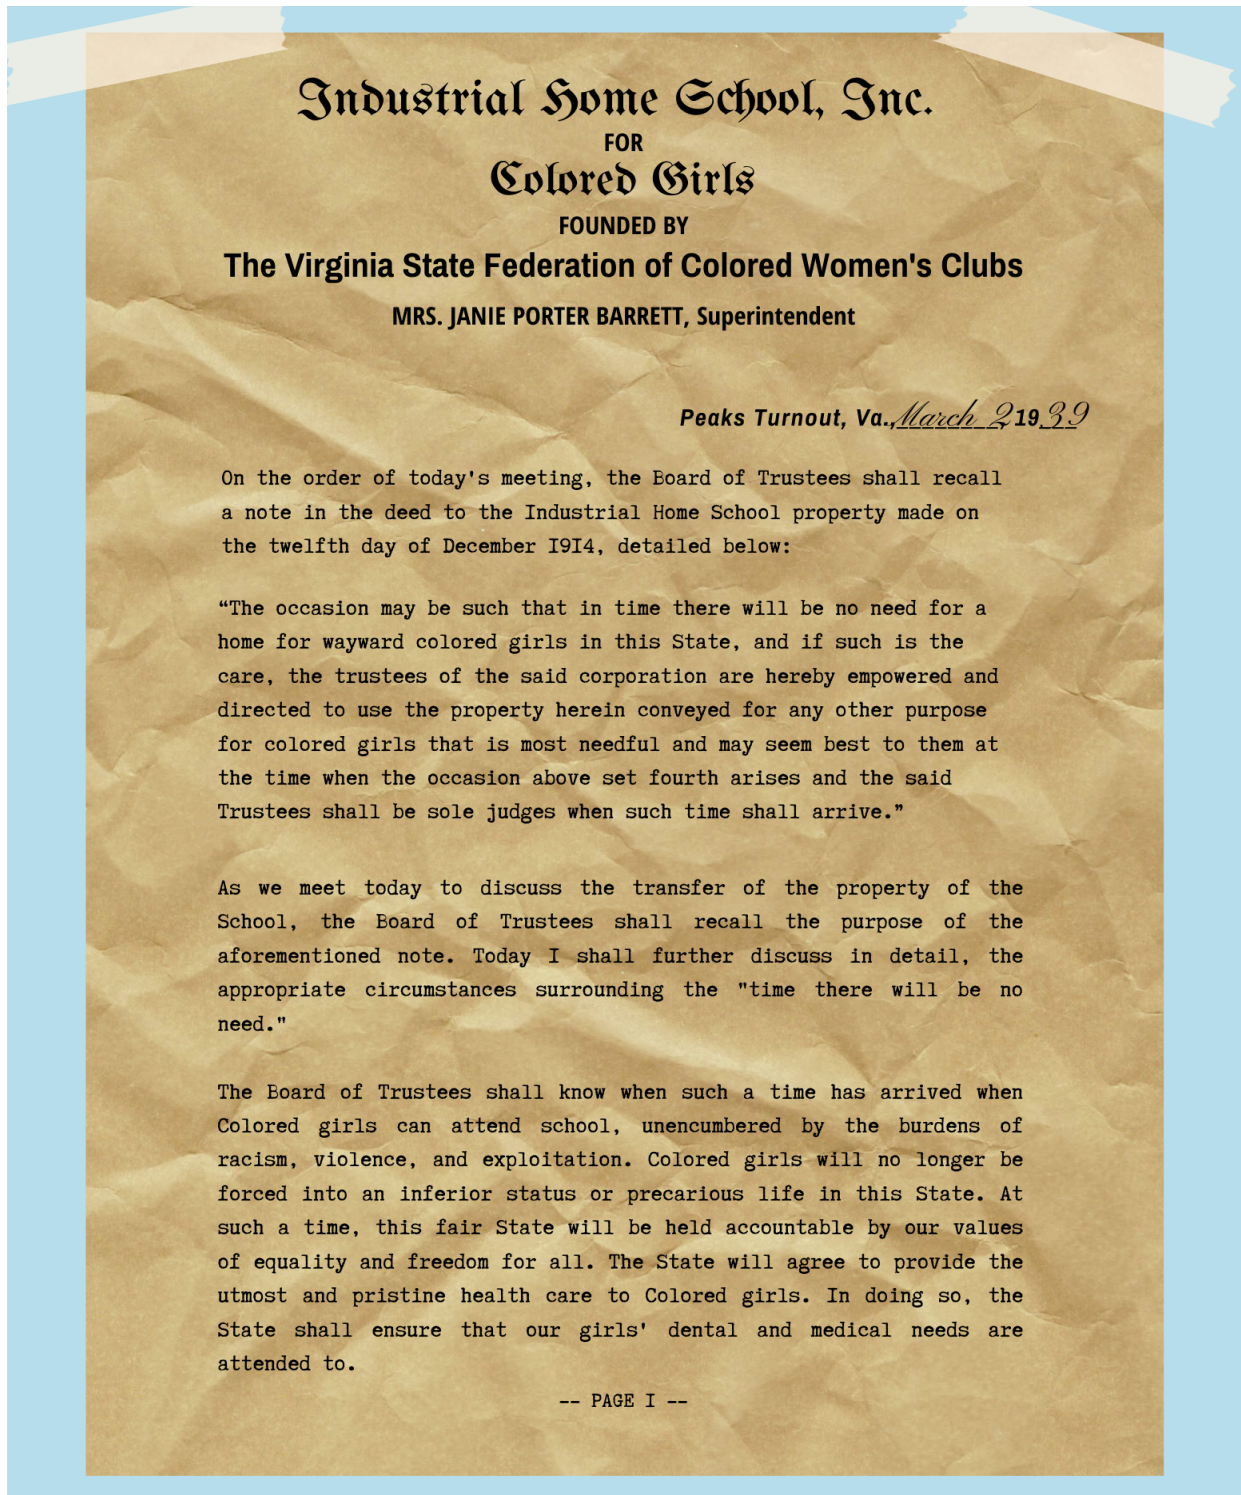 Industrial Home School, Inc.
FOR
Colored Girls
FOUNDED BY
The Virginia State Federation of Colored Women's Clubs
MRS. JANIE PORTER BARRETT, Superintendent
Peaks Turnout, Va., March 2 1939
On the order of today's meeting, the Board of Trustees shall recall
a note in the deed to the Industrial Home School property made on
the twelfth day of December I9I4, detailed below:
“The occasion may be such that in time there will be no need for a
home for wayward colored girls in this State, and if such is the
care, the trustees of the said corporation are hereby empowered and
directed to use the property herein conveyed for any other purpose
for colored girls that is most needful and may seem best to them at
the time when the occasion above set fourth arises and the said
Trustees shall be sole judges when such time shall arrive.”
As we meet today to discuss the transfer of the property of the
School, the Board of Trustees shall recall the purpose of the
aforementioned note. Today I shall further discuss in detail, the
appropriate circumstances surrounding the "time there will be no
need."
The Board of Trustees shall know when such a time has arrived when
Colored girls can attend school, unencumbered by the burdens of
racism, violence, and exploitation. Colored girls will no longer be
forced into an inferior status or precarious life in this State. At
such a time, this fair State will be held accountable by our values
of equality and freedom for all. The State will agree to provide the
utmost and pristine health care to Colored girls. In doing so, the
State shall ensure that our girls' dental and medical needs are
attended to.
-- PAGE I --